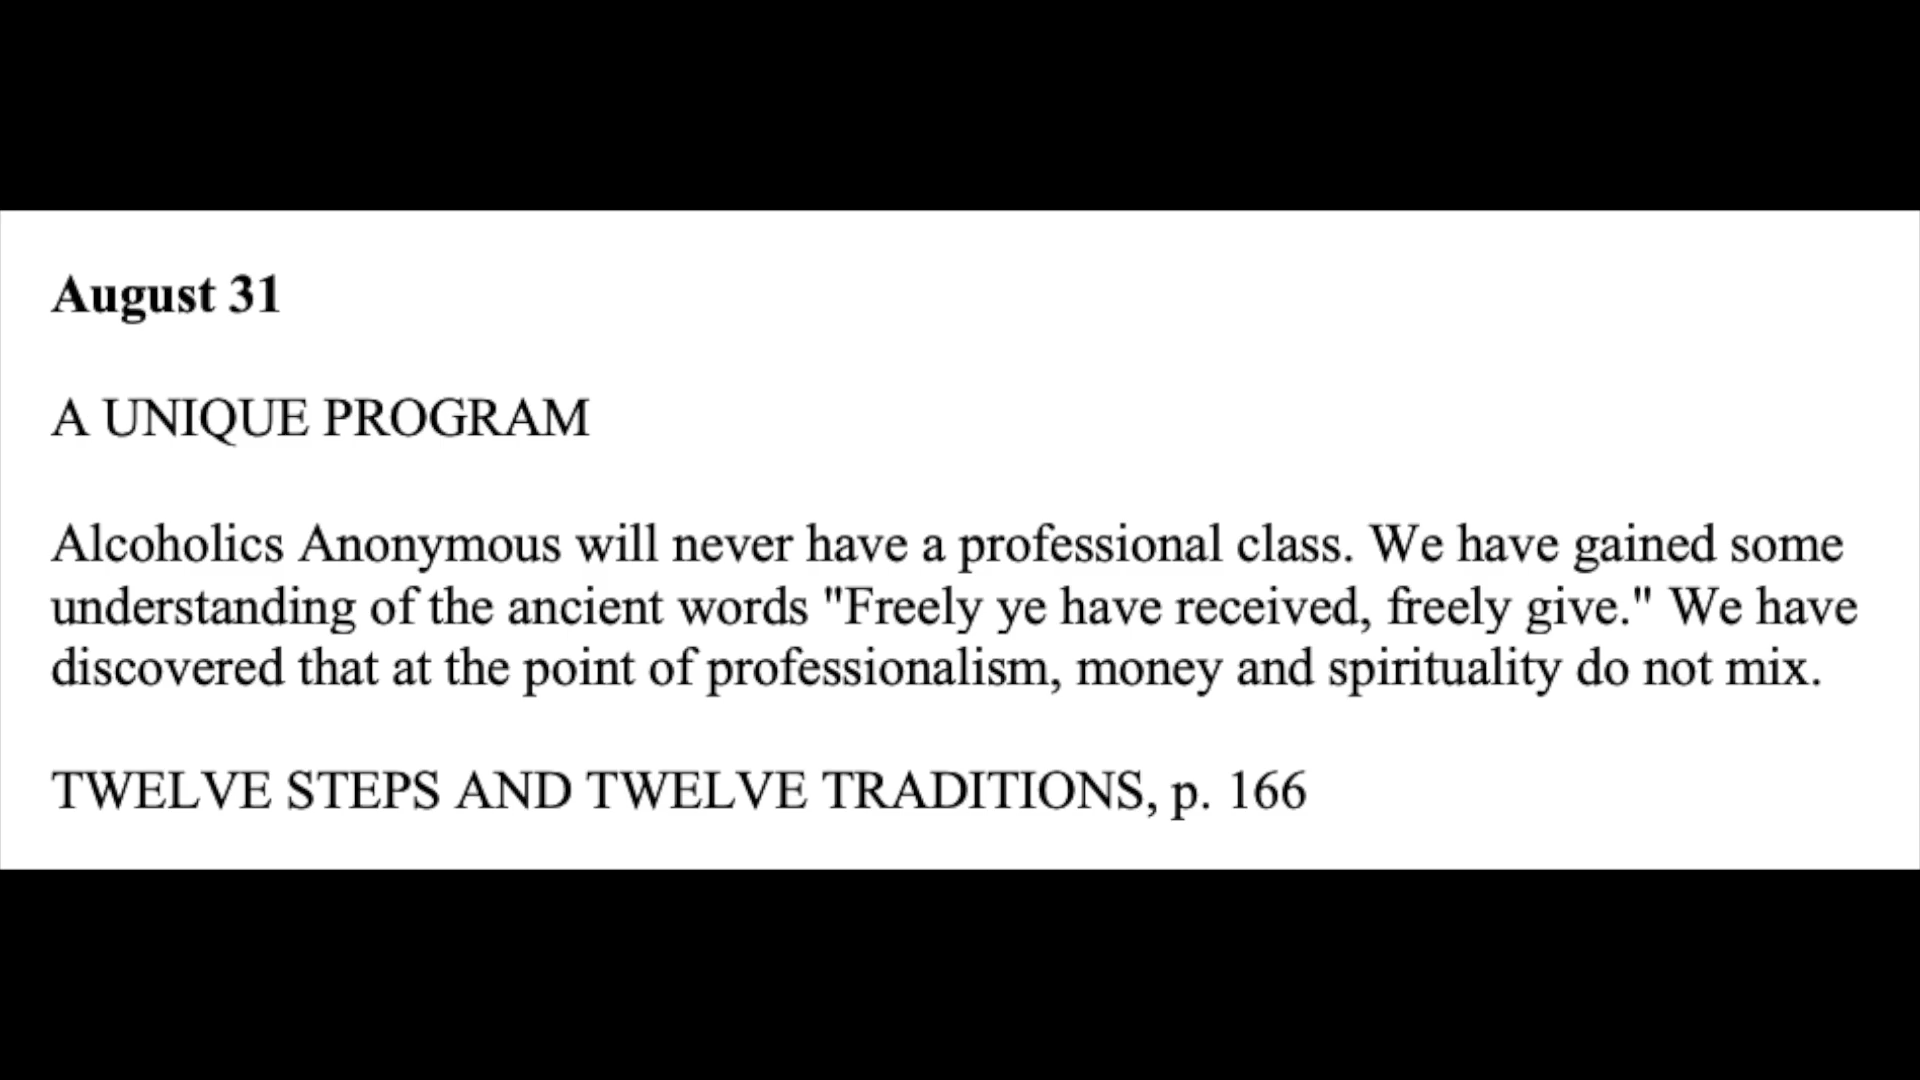 August 31
A UNIQUE PROGRAM
Alcoholics Anonymous will never have a professional class. We have gained some
understanding of the ancient words "Freely ye have received, freely give." We have
discovered that at the point of professionalism, money and spirituality do not mix.
TWELVE STEPS AND TWELVE TRADITIONS, p. 166